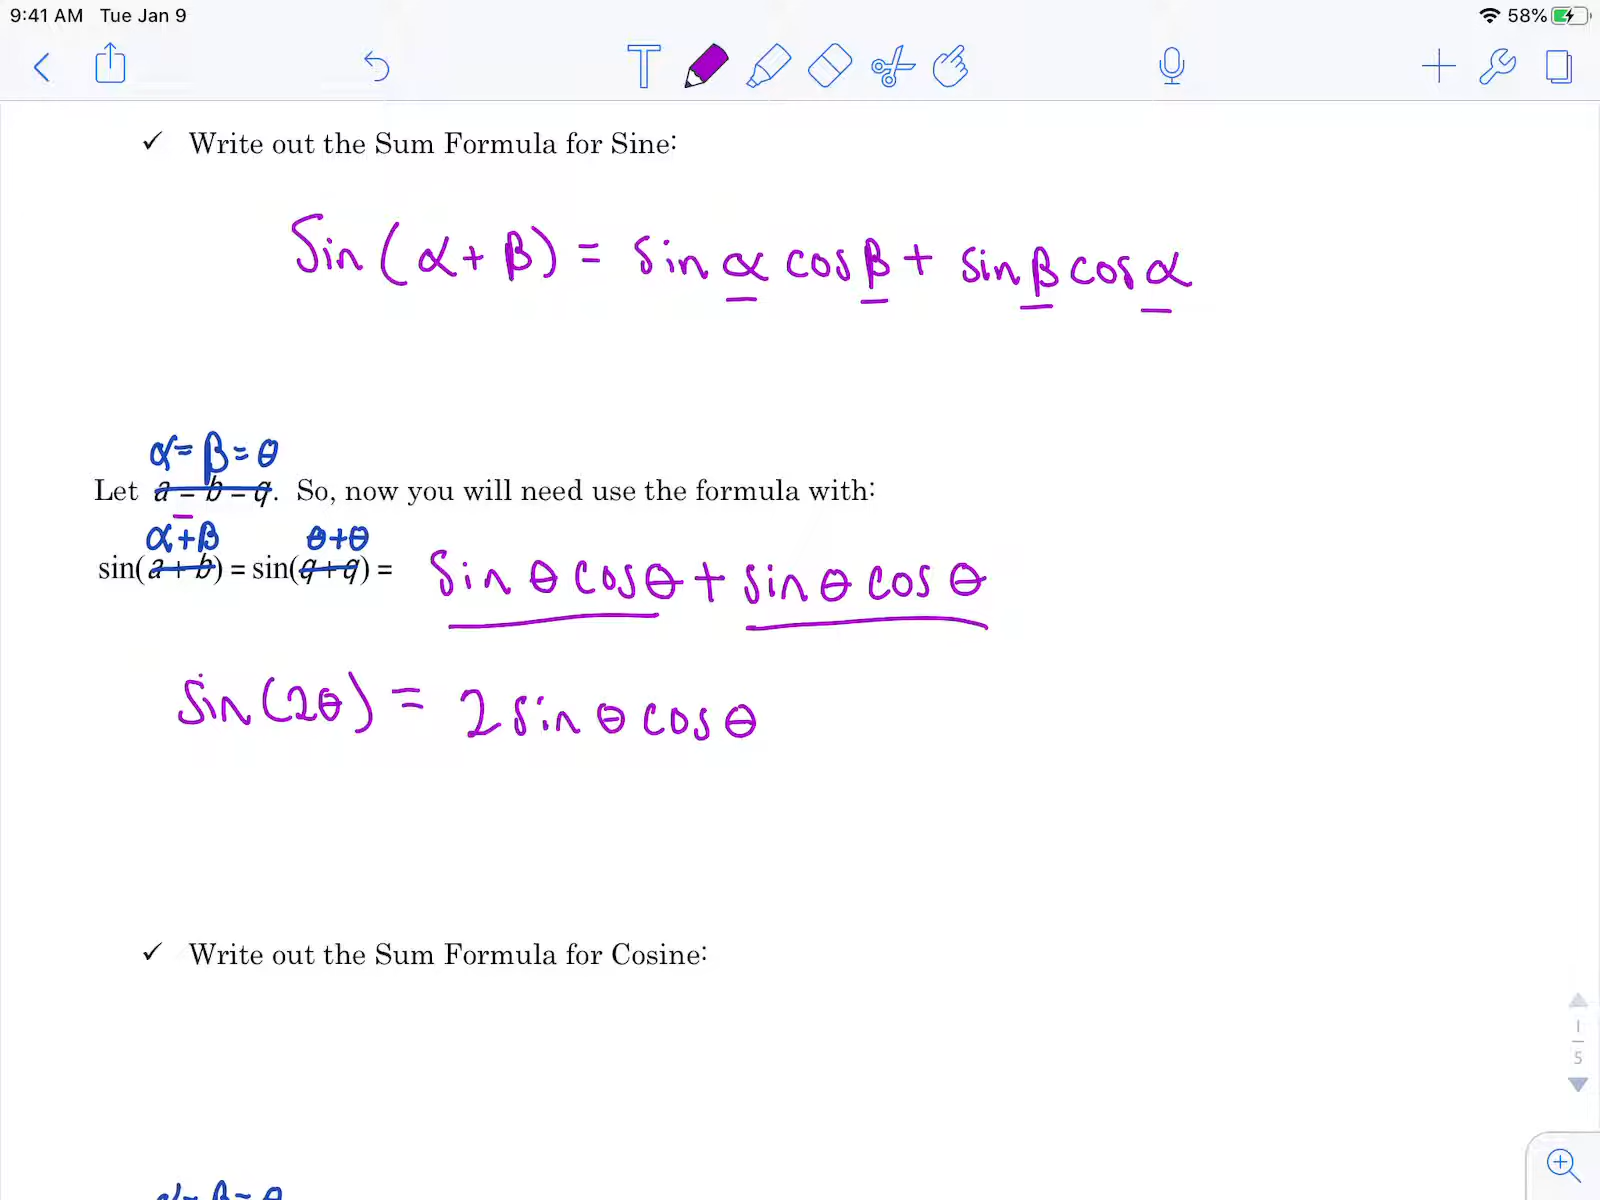 9:41 AM Tue Jan 9 58%
✓ Write out the Sum Formula for Sine:
Sin(α+β) = sin α cos β + sin β cos α
α = β = θ
Let a = b = q. So, now you will need use the formula with:
α+β θ+θ
sin(a + b) = sin(q + q) = sin θ cos θ + sin θ cos θ
Sin(2θ) = 2 sin θ cos θ
✓ Write out the Sum Formula for Cosine:
1
5
α = β = θ